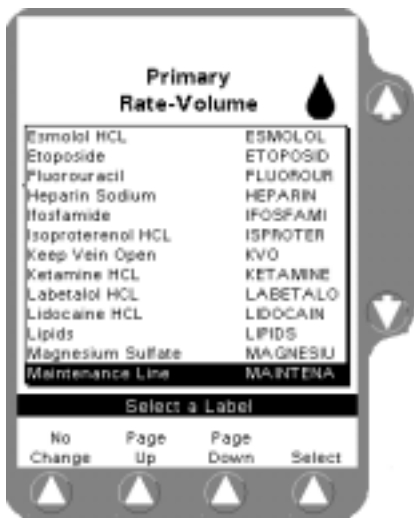 Primary
Rate-Volume
Esmolol HCL ESMOLOL
Etoposide ETOPOSID
Fluorouracil FLUOROUR
Heparin Sodium HEPARIN
Ifosfamide IFOSFAMI
Isoproterenol HCL ISPROTER
Keep Vein Open KVO
Ketamine HCL KETAMINE
Labetalol HCL LABETALO
Lidocaine HCL LIDOCAIN
Lipids LIPIDS
Magnesium Sulfate MAGNESIU
Maintenance Line MAINTENA
Select a Label
No Change Page Up Page Down Select